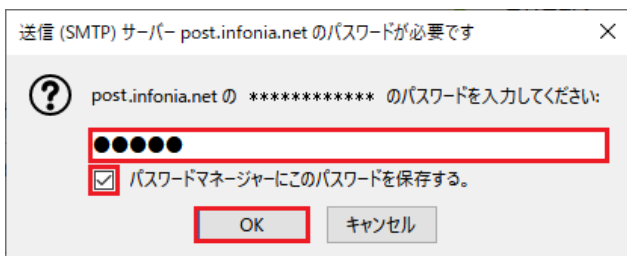 送信 (SMTP) サーバー post.infonia.net のパスワードが必要です
post.infonia.net の ************ のパスワードを入力してください:
●●●●●
パスワードマネージャーにこのパスワードを保存する。
OK キャンセル